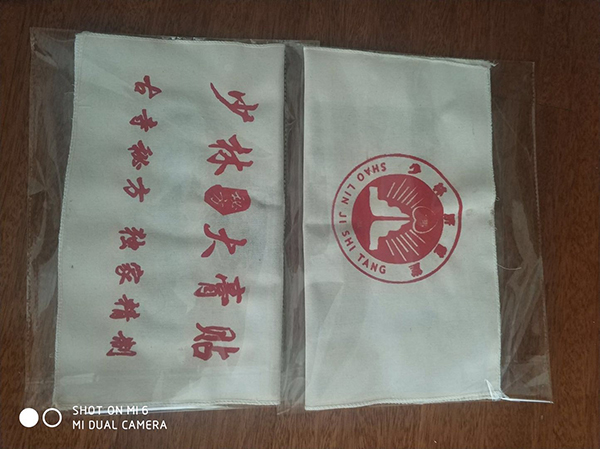 少林大膏贴
古寺秘方 独家精制
SHAO LIN JI SHI TANG
SHOT ON MI 6
MI DUAL CAMERA